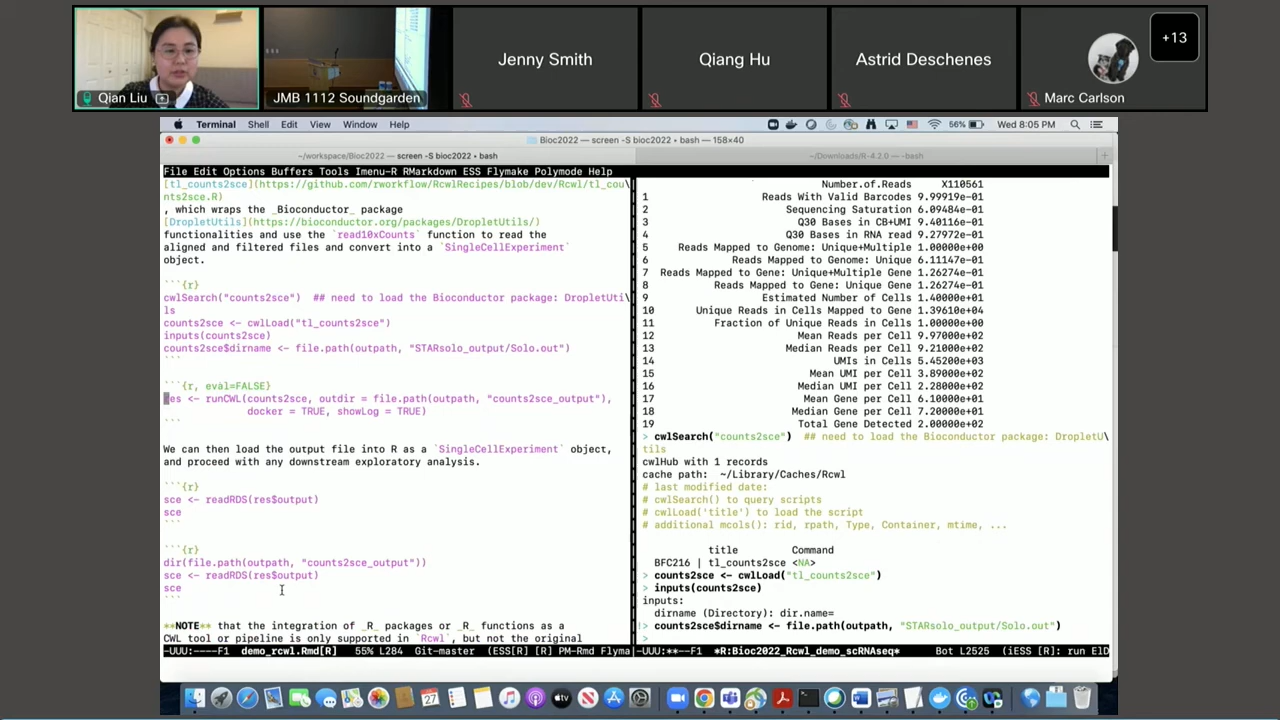 Qian Liu
JMB 1112 Soundgarden
Jenny Smith
Qiang Hu
Astrid Deschenes
Marc Carlson
+13
Terminal Shell Edit View Window Help
56%
Wed 8:05 PM
Bioc2022 — screen -S bioc2022 • bash — 158×40
~/workspace/Bioc2022 — screen -S bioc2022 • bash
~/Downloads/R-4.2.0 — -bash
File Edit Options Buffers Tools Imenu-R RMarkdown ESS Flymake Polymode Help
[tl_counts2sce](https://github.com/rworkflow/RcwlRecipes/blob/dev/Rcwl/tl_cou\
nts2sce.R)
, which wraps the _Bioconductor_ package
[DropletUtils](https://bioconductor.org/packages/DropletUtils/)
functionalities and use the `read10xCounts` function to read the
aligned and filtered files and convert into a `SingleCellExperiment`
object.
```{r}
cwlSearch("counts2sce")  ## need to load the Bioconductor package: DropletUti\
ls
counts2sce <- cwlLoad("tl_counts2sce")
inputs(counts2sce)
counts2sce$dirname <- file.path(outpath, "STARsolo_output/Solo.out")
```
```{r, eval=FALSE}
res <- runCWL(counts2sce, outdir = file.path(outpath, "counts2sce_output"),
docker = TRUE, showLog = TRUE)
```
We can then load the output file into R as a `SingleCellExperiment` object,
and proceed with any downstream exploratory analysis.
```{r}
sce <- readRDS(res$output)
sce
```
```{r}
dir(file.path(outpath, "counts2sce_output"))
sce <- readRDS(res$output)
sce
```
**NOTE** that the integration of _R_ packages or _R_ functions as a
CWL tool or pipeline is only supported in `Rcwl`, but not the original
-UUU:----F1  demo_rcwl.Rmd[R]   55% L284  Git-master  (ESS[R] [R] PM-Rmd Flyma
Number.of.Reads X110561
1 Reads With Valid Barcodes 9.99919e-01
2 Sequencing Saturation 6.09484e-01
3 Q30 Bases in CB+UMI 9.40116e-01
4 Q30 Bases in RNA read 9.27972e-01
5 Reads Mapped to Genome: Unique+Multiple 1.00000e+00
6 Reads Mapped to Genome: Unique 6.11147e-01
7 Reads Mapped to Gene: Unique+Multiple Gene 1.26274e-01
8 Reads Mapped to Gene: Unique Gene 1.26274e-01
9 Estimated Number of Cells 1.40000e+01
10 Unique Reads in Cells Mapped to Gene 1.39610e+04
11 Fraction of Unique Reads in Cells 1.00000e+00
12 Mean Reads per Cell 9.97000e+02
13 Median Reads per Cell 9.21000e+02
14 UMIs in Cells 5.45200e+03
15 Mean UMI per Cell 3.89000e+02
16 Median UMI per Cell 2.28000e+02
17 Mean Gene per Cell 6.10000e+01
18 Median Gene per Cell 7.20000e+01
19 Total Gene Detected 2.00000e+02
> cwlSearch("counts2sce")  ## need to load the Bioconductor package: DropletU\
tils
cwlHub with 1 records
cache path:  ~/Library/Caches/Rcwl
# last modified date:
# cwlSearch() to query scripts
# cwlLoad('title') to load the script
# additional mcols(): rid, rpath, Type, Container, mtime, ...
title Command
BFC216 | tl_counts2sce <NA>
> counts2sce <- cwlLoad("tl_counts2sce")
> inputs(counts2sce)
inputs:
dirname (Directory): dir.name=
> counts2sce$dirname <- file.path(outpath, "STARsolo_output/Solo.out")
>
-UUU:**--F1  *R:Bioc2022_Rcwl_demo_scRNAseq*   Bot L2525  (iESS [R]: run ElD